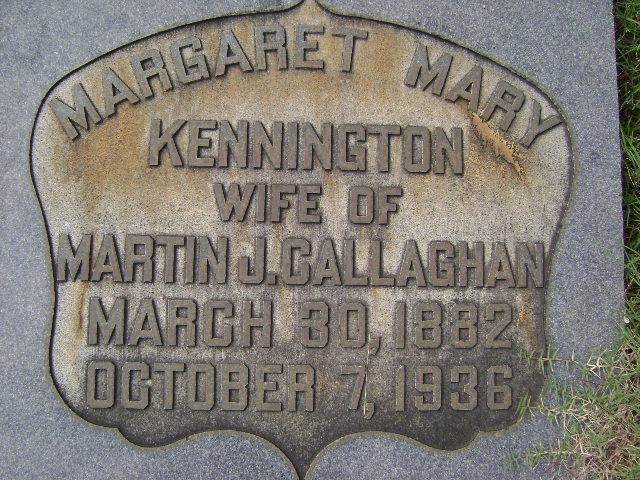 MARGARET MARY
KENNINGTON
WIFE OF
MARTIN J. CALLAGHAN
MARCH 30, 1882
OCTOBER 7, 1936